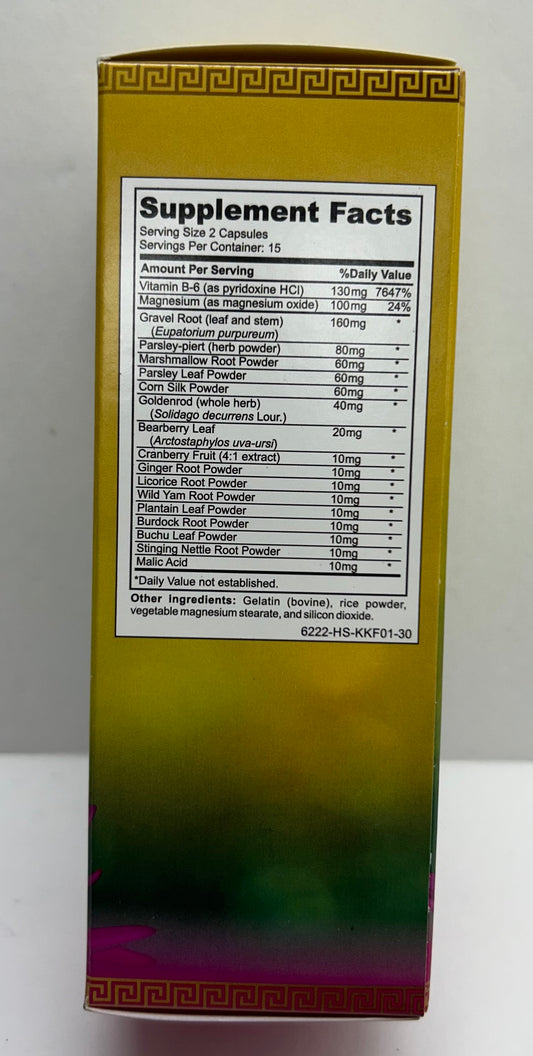 Supplement Facts
Serving Size 2 Capsules
Servings Per Container: 15
Amount Per Serving %Daily Value
Vitamin B-6 (as pyridoxine HCl) 130mg 7647%
Magnesium (as magnesium oxide) 100mg 24%
Gravel Root (leaf and stem) 160mg *
(Eupatorium purpureum)
Parsley-piert (herb powder) 80mg *
Marshmallow Root Powder 60mg *
Parsley Leaf Powder 60mg *
Corn Silk Powder 60mg *
Goldenrod (whole herb) 40mg *
(Solidago decurrens Lour.)
Bearberry Leaf 20mg *
(Arctostaphylos uva-ursi)
Cranberry Fruit (4:1 extract) 10mg *
Ginger Root Powder 10mg *
Licorice Root Powder 10mg *
Wild Yam Root Powder 10mg *
Plantain Leaf Powder 10mg *
Burdock Root Powder 10mg *
Buchu Leaf Powder 10mg *
Stinging Nettle Root Powder 10mg *
Malic Acid 10mg *
*Daily Value not established.
Other Ingredients: Gelatin (bovine), rice powder,
vegetable magnesium stearate, and silicon dioxide.
6222-HS-KKF01-30